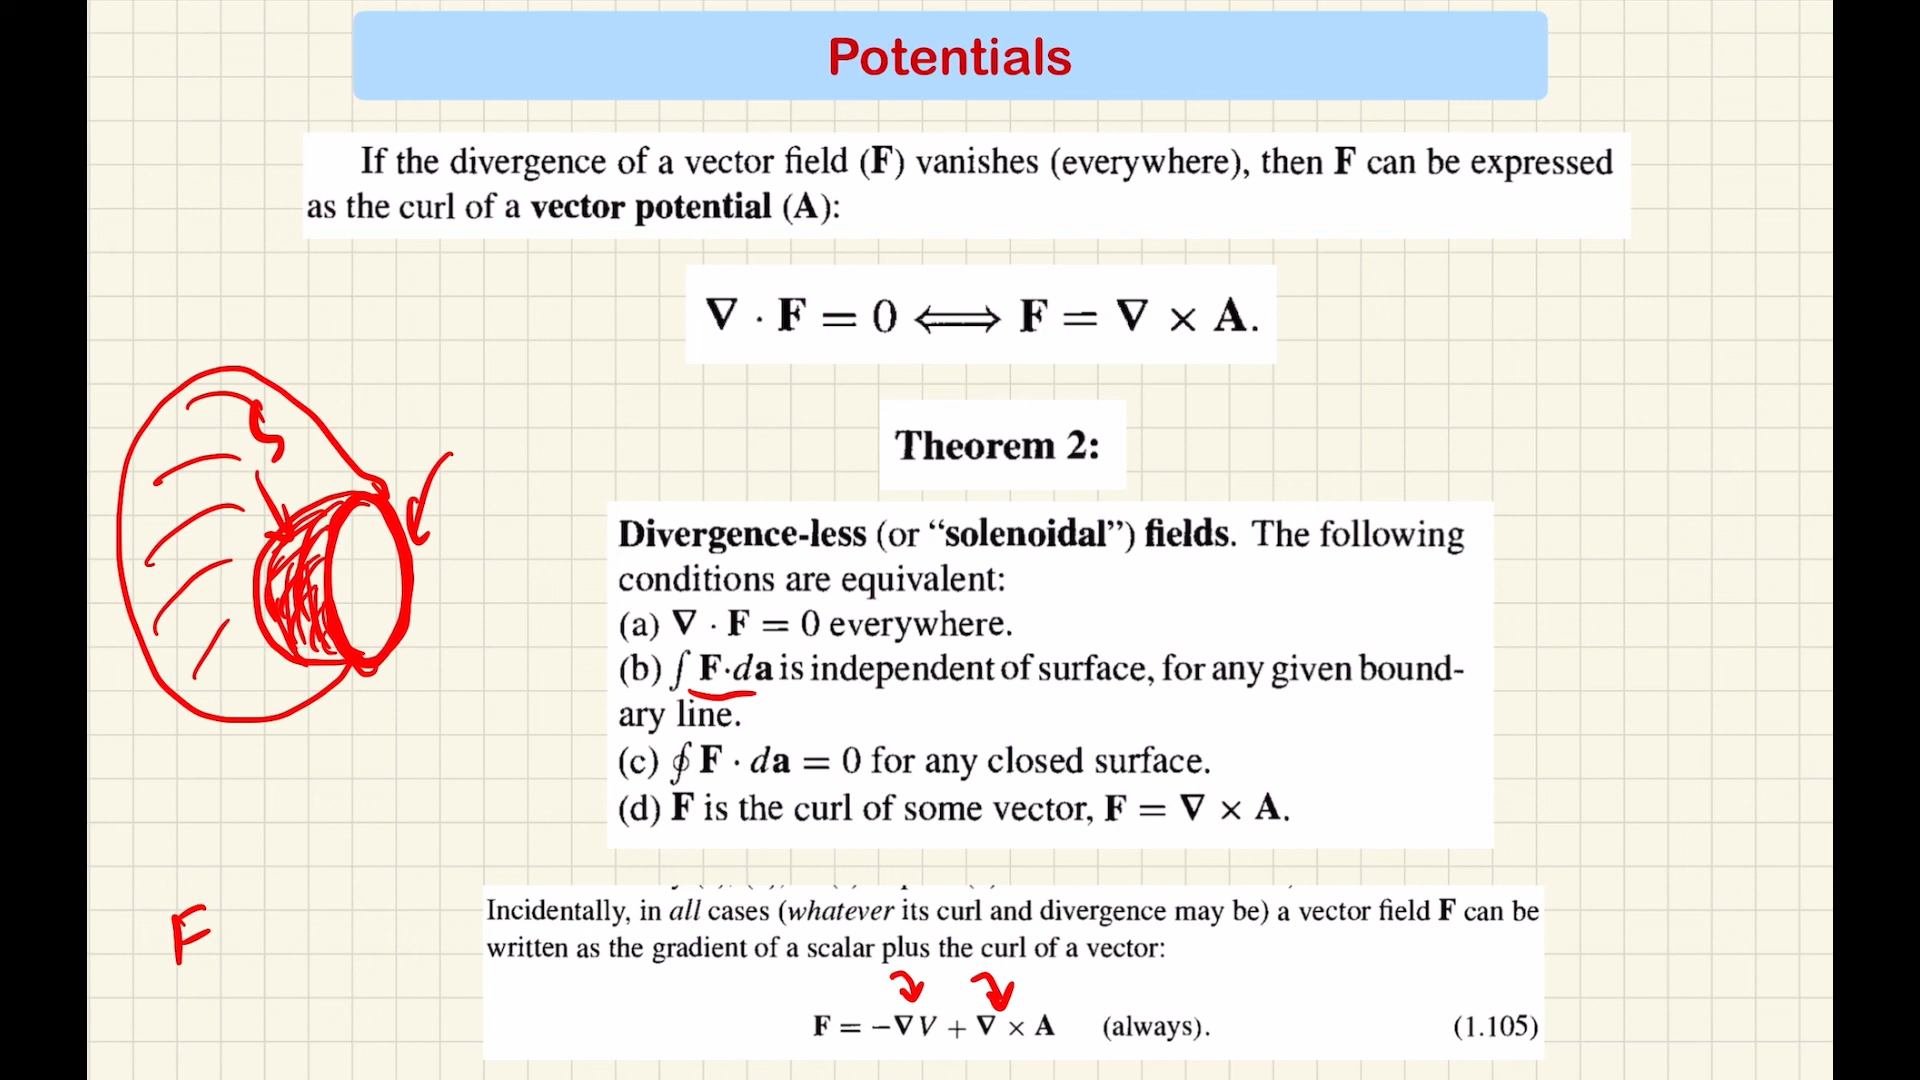 Potentials
If the divergence of a vector field (F) vanishes (everywhere), then F can be expressed
as the curl of a vector potential (A):
∇ · F = 0 ⟺ F = ∇ × A.
Theorem 2:
Divergence-less (or “solenoidal”) fields. The following
conditions are equivalent:
(a) ∇ · F = 0 everywhere.
(b) ∫ F·da is independent of surface, for any given bound-
ary line.
(c) ∮ F · da = 0 for any closed surface.
(d) F is the curl of some vector, F = ∇ × A.
F
Incidentally, in all cases (whatever its curl and divergence may be) a vector field F can be
written as the gradient of a scalar plus the curl of a vector:
F = −∇V + ∇ × A (always). (1.105)